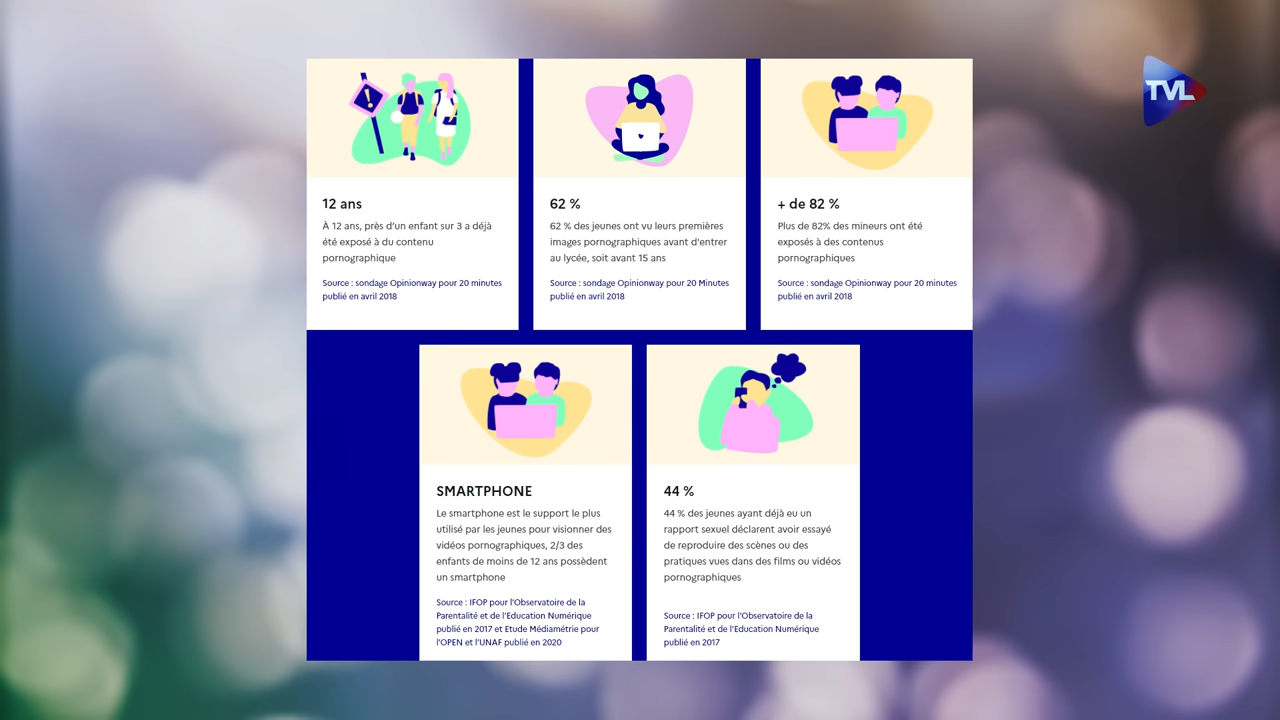 TVL
12 ans
À 12 ans, près d'un enfant sur 3 a déjà
été exposé à du contenu
pornographique
Source : sondage Opinionway pour 20 minutes
publié en avril 2018
62 %
62 % des jeunes ont vu leurs premières
images pornographiques avant d'entrer
au lycée, soit avant 15 ans
Source : sondage Opinionway pour 20 Minutes
publié en avril 2018
+ de 82 %
Plus de 82% des mineurs ont été
exposés à des contenus
pornographiques
Source : sondage Opinionway pour 20 minutes
publié en avril 2018
SMARTPHONE
Le smartphone est le support le plus
utilisé par les jeunes pour visionner des
vidéos pornographiques, 2/3 des
enfants de moins de 12 ans possèdent
un smartphone
Source : IFOP pour l'Observatoire de la
Parentalité et de l'Education Numérique
publié en 2017 et Etude Médiamétrie pour
l'OPEN et l'UNAF publié en 2020
44 %
44 % des jeunes ayant déjà eu un
rapport sexuel déclarent avoir essayé
de reproduire des scènes ou des
pratiques vues dans des films ou vidéos
pornographiques
Source : IFOP pour l'Observatoire de la
Parentalité et de l'Education Numérique
publié en 2017